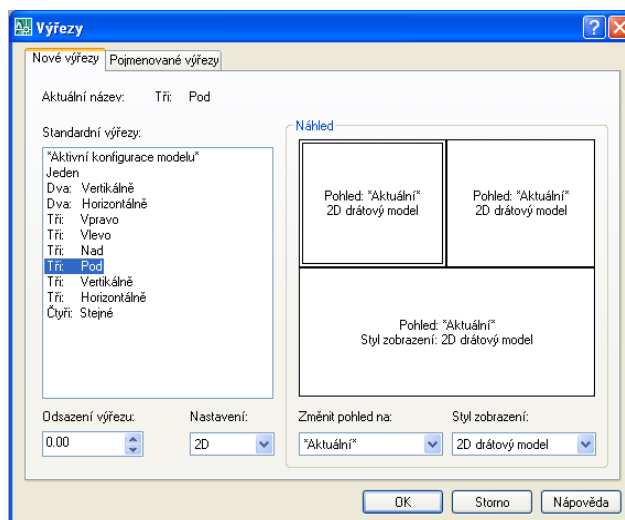 Výřezy
Nové výřezy
Pojmenované výřezy
Aktuální název: Tři: Pod
Standardní výřezy:
*Aktivní konfigurace modelu*
Jeden
Dva: Vertikálně
Dva: Horizontálně
Tři: Vpravo
Tři: Vlevo
Tři: Nad
Tři: Pod
Tři: Vertikálně
Tři: Horizontálně
Čtyři: Stejné
Náhled
Pohled: *Aktuální*
2D drátový model
Pohled: *Aktuální*
2D drátový model
Pohled: *Aktuální*
Styl zobrazení: 2D drátový model
Odsazení výřezu:
0.00
Nastavení:
2D
Změnit pohled na:
*Aktuální*
Styl zobrazení:
2D drátový model
OK
Storno
Nápověda